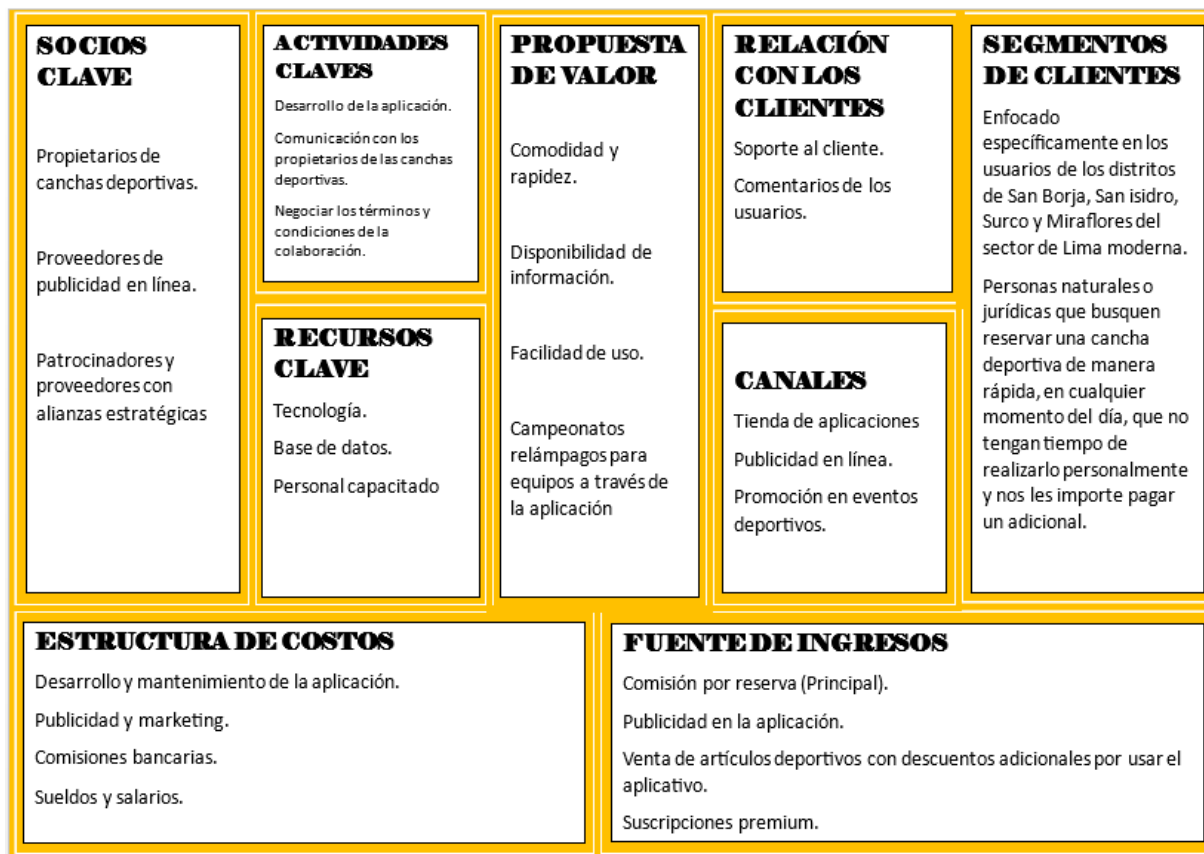 SOCIOS
CLAVE
Propietarios de
canchas deportivas.
Proveedores de
publicidad en línea.
Patrocinadores y
proveedores con
alianzas estratégicas
ACTIVIDADES
CLAVES
Desarrollo de la aplicación.
Comunicación con los
propietarios de las canchas
deportivas.
Negociar los términos y
condiciones de la
colaboración.
RECURSOS
CLAVE
Tecnología.
Base de datos.
Personal capacitado
PROPUESTA
DE VALOR
Comodidad y
rapidez.
Disponibilidad de
información.
Facilidad de uso.
Campeonatos
relámpagos para
equipos a través de
la aplicación
RELACIÓN
CON LOS
CLIENTES
Soporte al cliente.
Comentarios de los
usuarios.
CANALES
Tienda de aplicaciones
Publicidad en línea.
Promoción en eventos
deportivos.
SEGMENTOS
DE CLIENTES
Enfocado
específicamente en los
usuarios de los distritos
de San Borja, San isidro,
Surco y Miraflores del
sector de Lima moderna.
Personas naturales o
jurídicas que busquen
reservar una cancha
deportiva de manera
rápida, en cualquier
momento del día, que no
tengan tiempo de
realizarlo personalmente
y nos les importe pagar
un adicional.
ESTRUCTURA DE COSTOS
Desarrollo y mantenimiento de la aplicación.
Publicidad y marketing.
Comisiones bancarias.
Sueldos y salarios.
FUENTE DE INGRESOS
Comisión por reserva (Principal).
Publicidad en la aplicación.
Venta de artículos deportivos con descuentos adicionales por usar el
aplicativo.
Suscripciones premium.